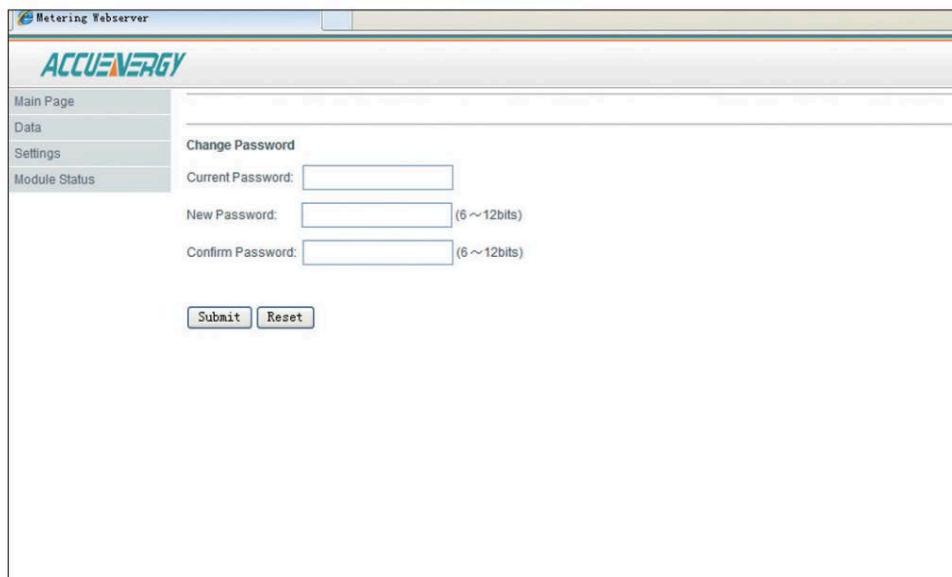 Metering Webserver
ACCUENERGY
Main Page
Data
Settings
Module Status
Change Password
Current Password:
New Password: (6～12bits)
Confirm Password: (6～12bits)
Submit Reset